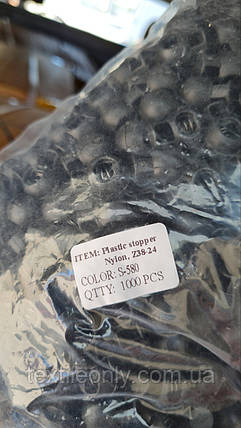 ITEM: Plastic stopper
Nylon, Z38-24
COLOR: S-580
QTTY: 1000 PCS
textileonly.com.ua